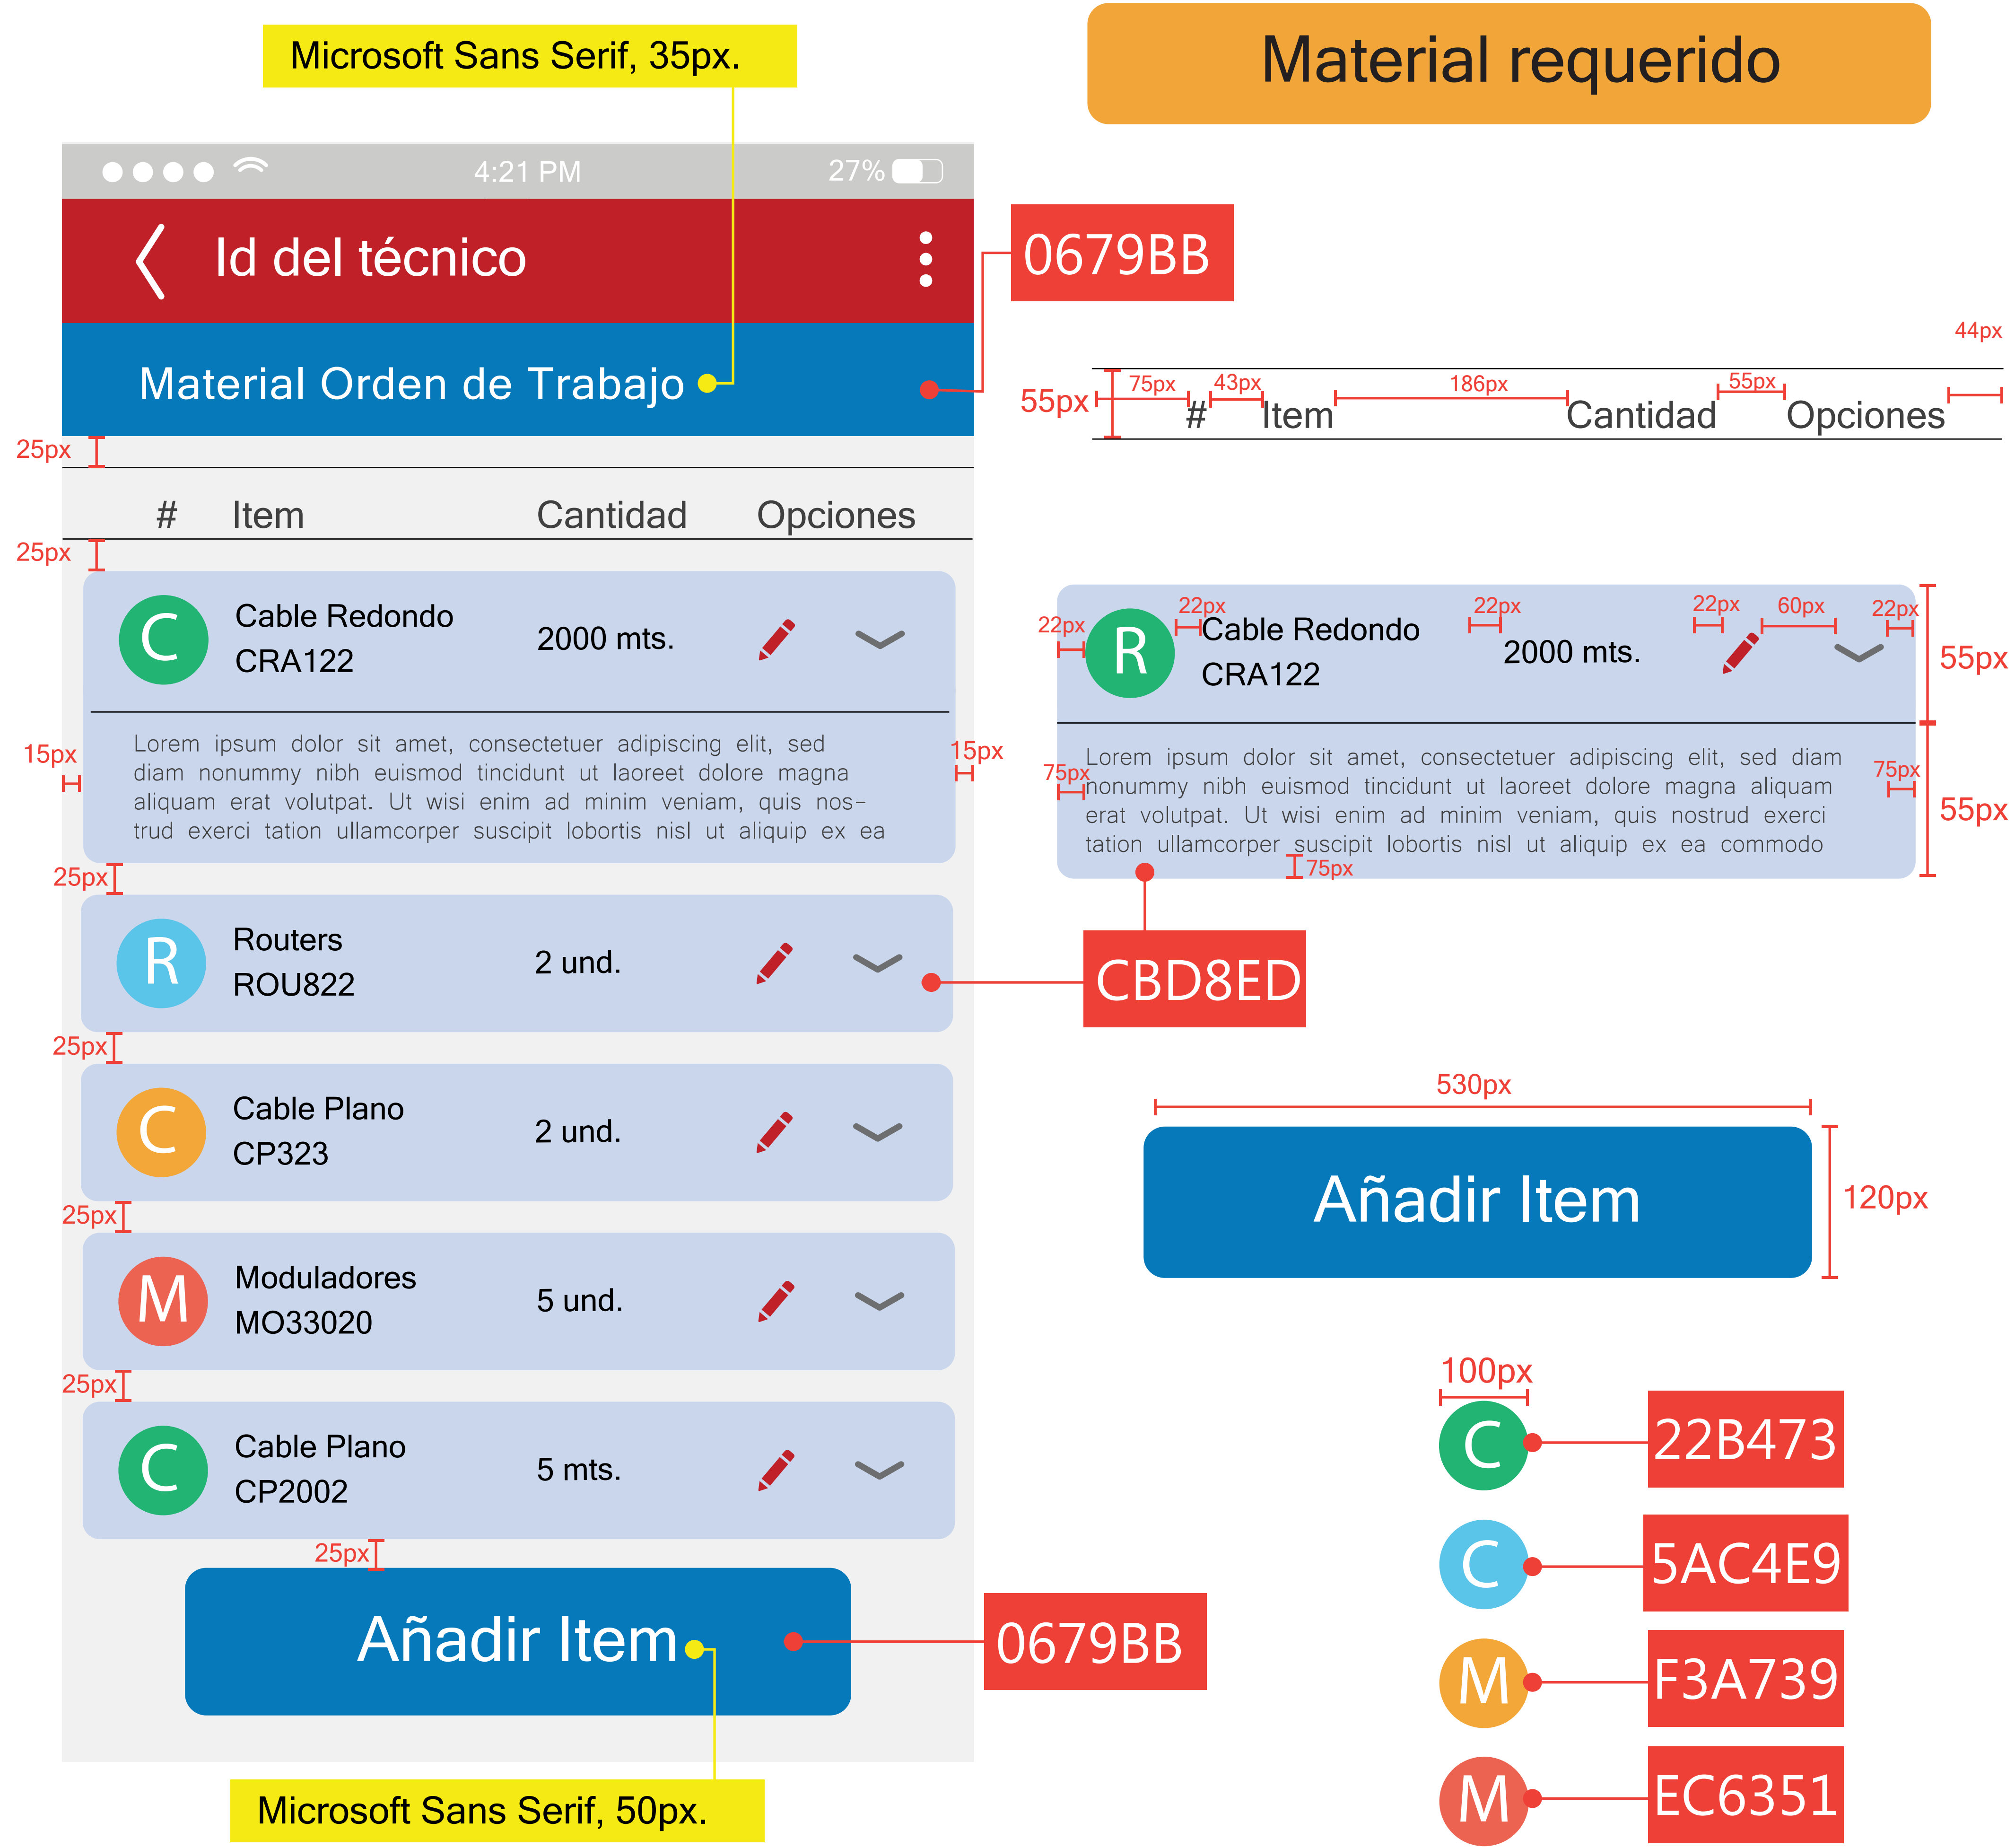 Microsoft Sans Serif, 35px.
Material requerido
4:21 PM
27%
Id del técnico
0679BB
Material Orden de Trabajo
25px
# Item Cantidad Opciones
25px
C
Cable Redondo
CRA122
2000 mts.
15px
15px
Lorem ipsum dolor sit amet, consectetuer adipiscing elit, sed
diam nonummy nibh euismod tincidunt ut laoreet dolore magna
aliquam erat volutpat. Ut wisi enim ad minim veniam, quis nos-
trud exerci tation ullamcorper suscipit lobortis nisl ut aliquip ex ea
25px
R
Routers
ROU822
2 und.
25px
C
Cable Plano
CP323
2 und.
25px
M
Moduladores
MO33020
5 und.
25px
C
Cable Plano
CP2002
5 mts.
25px
Añadir Item
0679BB
Microsoft Sans Serif, 50px.
44px
55px
75px 43px 186px 55px
# Item Cantidad Opciones
22px 22px 22px 60px 22px
22px
R
Cable Redondo
CRA122
2000 mts.
55px
75px
75px
Lorem ipsum dolor sit amet, consectetuer adipiscing elit, sed diam
nonummy nibh euismod tincidunt ut laoreet dolore magna aliquam
erat volutpat. Ut wisi enim ad minim veniam, quis nostrud exerci
tation ullamcorper suscipit lobortis nisl ut aliquip ex ea commodo
55px
75px
CBD8ED
530px
Añadir Item
120px
100px
C
22B473
C
5AC4E9
M
F3A739
M
EC6351